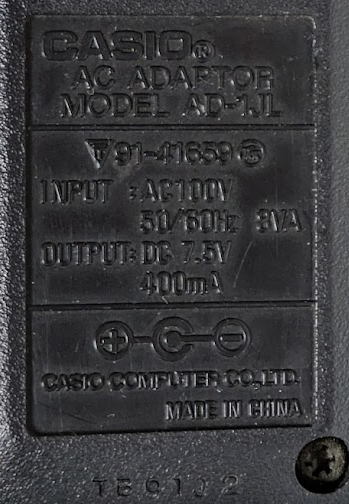 CASIO®
AC ADAPTOR
MODEL AD-1JL
91-41659
INPUT : AC100V
50/60Hz 8VA
OUTPUT: DC 7.5V
400mA
CASIO COMPUTER CO.,LTD.
MADE IN CHINA